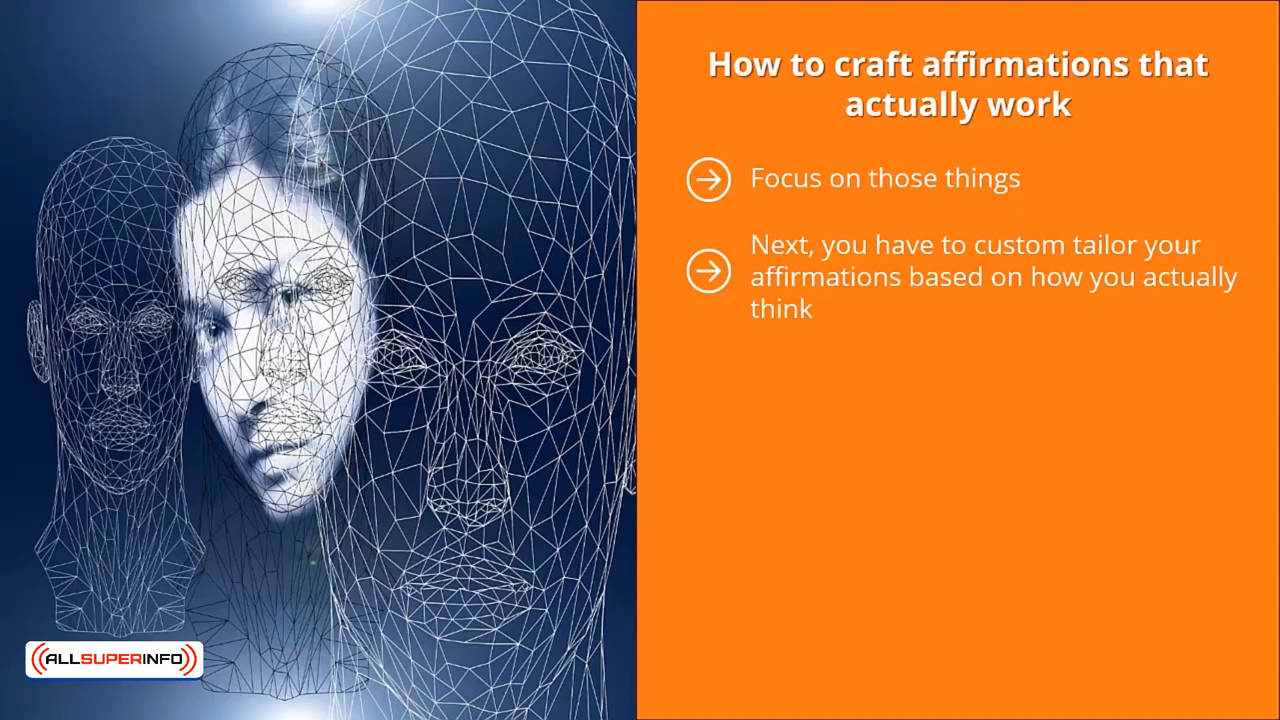 How to craft affirmations that
actually work
Focus on those things
Next, you have to custom tailor your
affirmations based on how you actually
think
ALLSUPERINFO